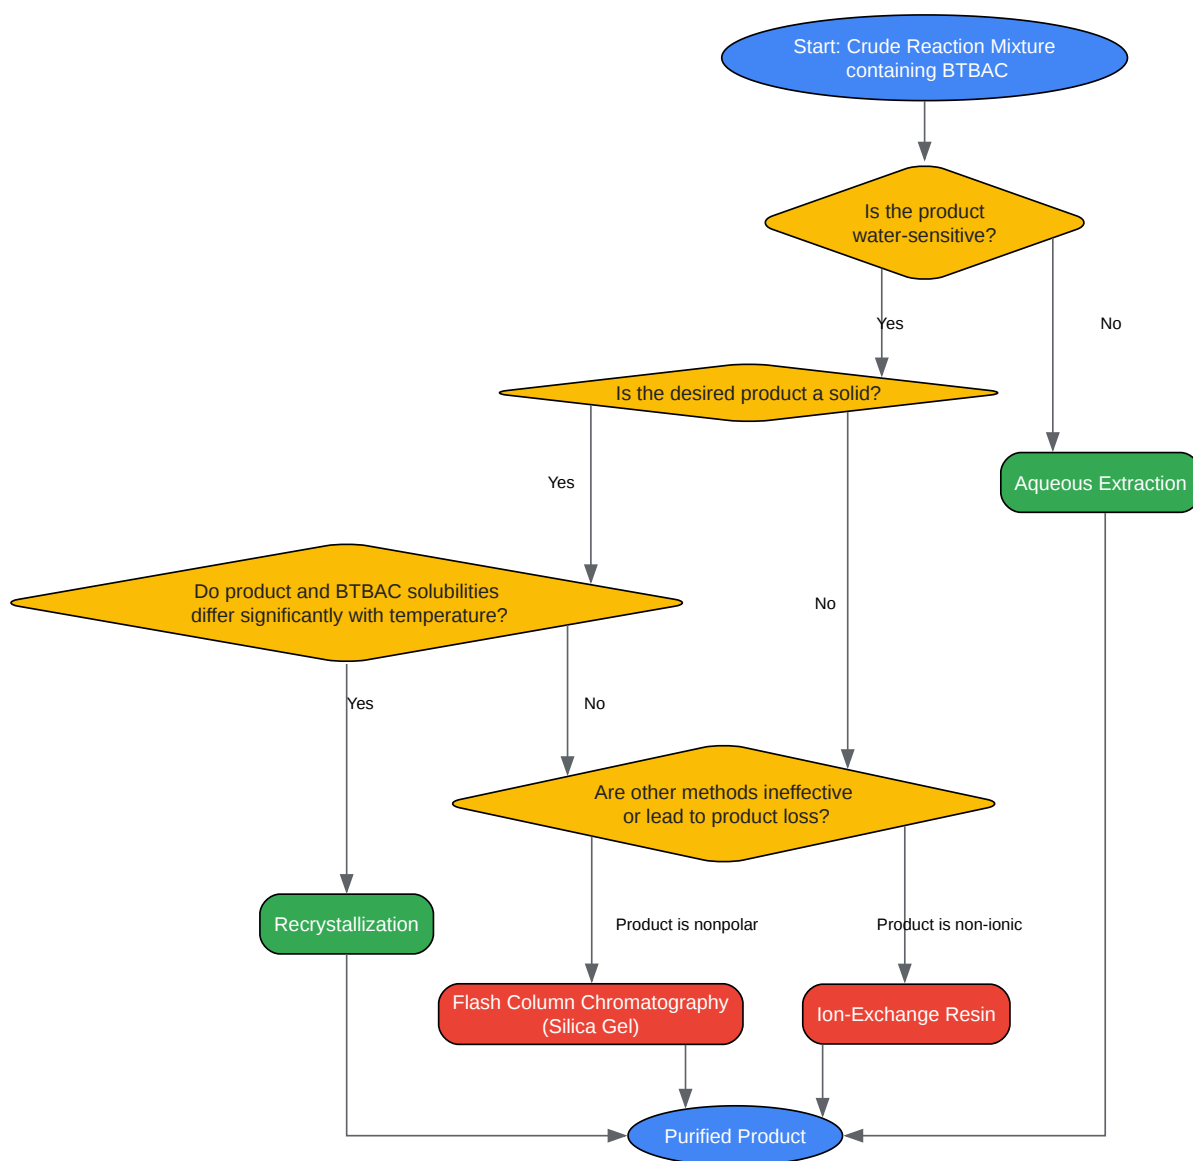 Start: Crude Reaction Mixture
containing BTBAC
Is the product
water-sensitive?
Yes
No
Is the desired product a solid?
Yes
Aqueous Extraction
Do product and BTBAC solubilities
differ significantly with temperature?
No
Yes
No
Are other methods ineffective
or lead to product loss?
Recrystallization
Product is nonpolar
Product is non-ionic
Flash Column Chromatography
(Silica Gel)
Ion-Exchange Resin
Purified Product